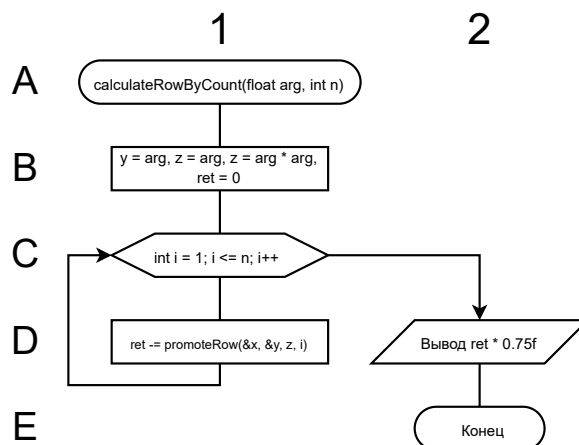 1 2
A
calculateRowByCount(float arg, int n)
B
y = arg, z = arg, z = arg * arg,
ret = 0
C
int i = 1; i <= n; i++
D
ret -= promoteRow(&x, &y, z, i)
Вывод ret * 0.75f
E
Конец